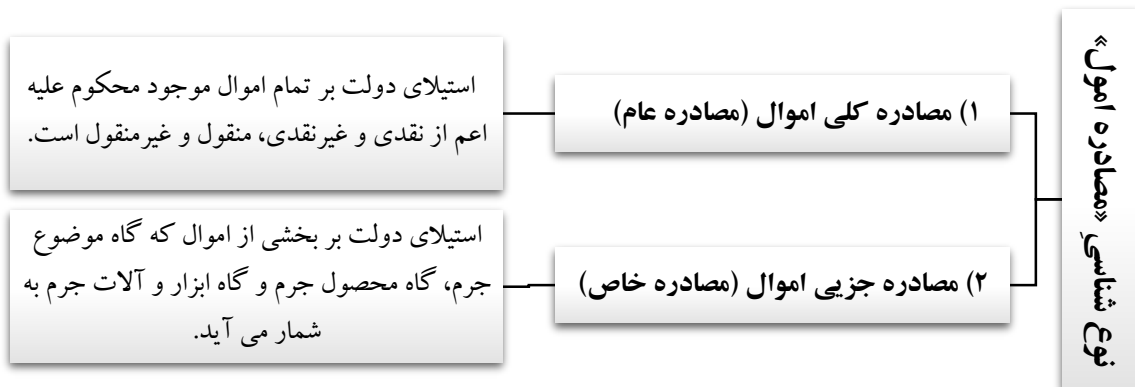 نوع شناسیِ «مصادره امول»
۱) مصادره کلی اموال (مصادره عام)
استیلای دولت بر تمام اموال موجود محکوم علیه
اعم از نقدی و غیرنقدی، منقول و غیرمنقول است.
۲) مصادره جزیی اموال (مصادره خاص)
استیلای دولت بر بخشی از اموال که گاه موضوع
جرم، گاه محصول جرم و گاه ابزار و آلات جرم به
شمار می آید.